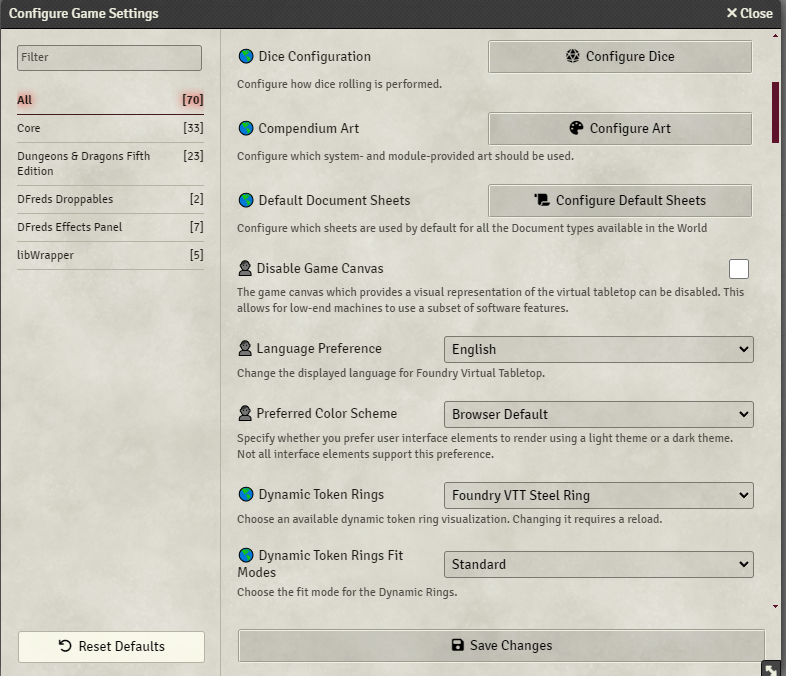 Configure Game Settings
Close
Filter
All [70]
Core [33]
Dungeons & Dragons Fifth [23]
Edition
DFreds Droppables [2]
DFreds Effects Panel [7]
libWrapper [5]
Reset Defaults
Dice Configuration
Configure Dice
Configure how dice rolling is performed.
Compendium Art
Configure Art
Configure which system- and module-provided art should be used.
Default Document Sheets
Configure Default Sheets
Configure which sheets are used by default for all the Document types available in the World
Disable Game Canvas
The game canvas which provides a visual representation of the virtual tabletop can be disabled. This
allows for low-end machines to use a subset of software features.
Language Preference
English
Change the displayed language for Foundry Virtual Tabletop.
Preferred Color Scheme
Browser Default
Specify whether you prefer user interface elements to render using a light theme or a dark theme.
Not all interface elements support this preference.
Dynamic Token Rings
Foundry VTT Steel Ring
Choose an available dynamic token ring visualization. Changing it requires a reload.
Dynamic Token Rings Fit
Modes
Standard
Choose the fit mode for the Dynamic Rings.
Save Changes